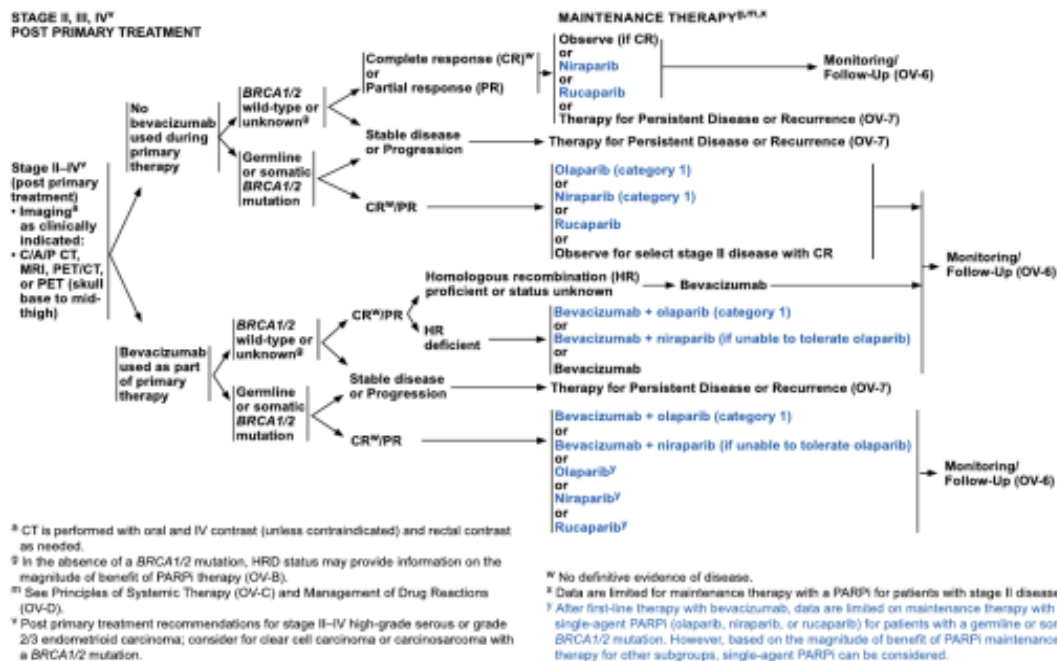 STAGE II, III, IVv
POST PRIMARY TREATMENT
MAINTENANCE THERAPYg,m,x
Stage II–IVv
(post primary
treatment)
• Imaginga
as clinically
indicated:
• C/A/P CT,
MRI, PET/CT,
or PET (skull
base to mid-
thigh)
No
bevacizumab
used during
primary
therapy
BRCA1/2
wild-type or
unknowng
Germline
or somatic
BRCA1/2
mutation
Complete response (CR)w
or
Partial response (PR)
Stable disease
or Progression
CRw/PR
Observe (if CR)
or
Niraparib
or
Rucaparib
or
Therapy for Persistent Disease or Recurrence (OV-7)
Monitoring/
Follow-Up (OV-6)
Therapy for Persistent Disease or Recurrence (OV-7)
Olaparib (category 1)
or
Niraparib (category 1)
or
Rucaparib
or
Observe for select stage II disease with CR
Monitoring/
Follow-Up (OV-6)
Bevacizumab
used as part
of primary
therapy
BRCA1/2
wild-type or
unknowng
Germline
or somatic
BRCA1/2
mutation
CRw/PR
Homologous recombination (HR)
proficient or status unknown
Bevacizumab
HR
deficient
Bevacizumab + olaparib (category 1)
or
Bevacizumab + niraparib (if unable to tolerate olaparib)
or
Bevacizumab
Stable disease
or Progression
Therapy for Persistent Disease or Recurrence (OV-7)
CRw/PR
Bevacizumab + olaparib (category 1)
or
Bevacizumab + niraparib (if unable to tolerate olaparib)
or
Olapariby
or
Nirapariby
or
Rucapariby
Monitoring/
Follow-Up (OV-6)
a CT is performed with oral and IV contrast (unless contraindicated) and rectal contrast
as needed.
g In the absence of a BRCA1/2 mutation, HRD status may provide information on the
magnitude of benefit of PARPi therapy (OV-B).
m See Principles of Systemic Therapy (OV-C) and Management of Drug Reactions
(OV-D).
v Post primary treatment recommendations for stage II–IV high-grade serous or grade
2/3 endometrioid carcinoma; consider for clear cell carcinoma or carcinosarcoma with
a BRCA1/2 mutation.
w No definitive evidence of disease.
x Data are limited for maintenance therapy with a PARPi for patients with stage II disease
y After first-line therapy with bevacizumab, data are limited on maintenance therapy with
single-agent PARPi (olaparib, niraparib, or rucaparib) for patients with a germline or som
BRCA1/2 mutation. However, based on the magnitude of benefit of PARPi maintenance
therapy for other subgroups, single-agent PARPi can be considered.